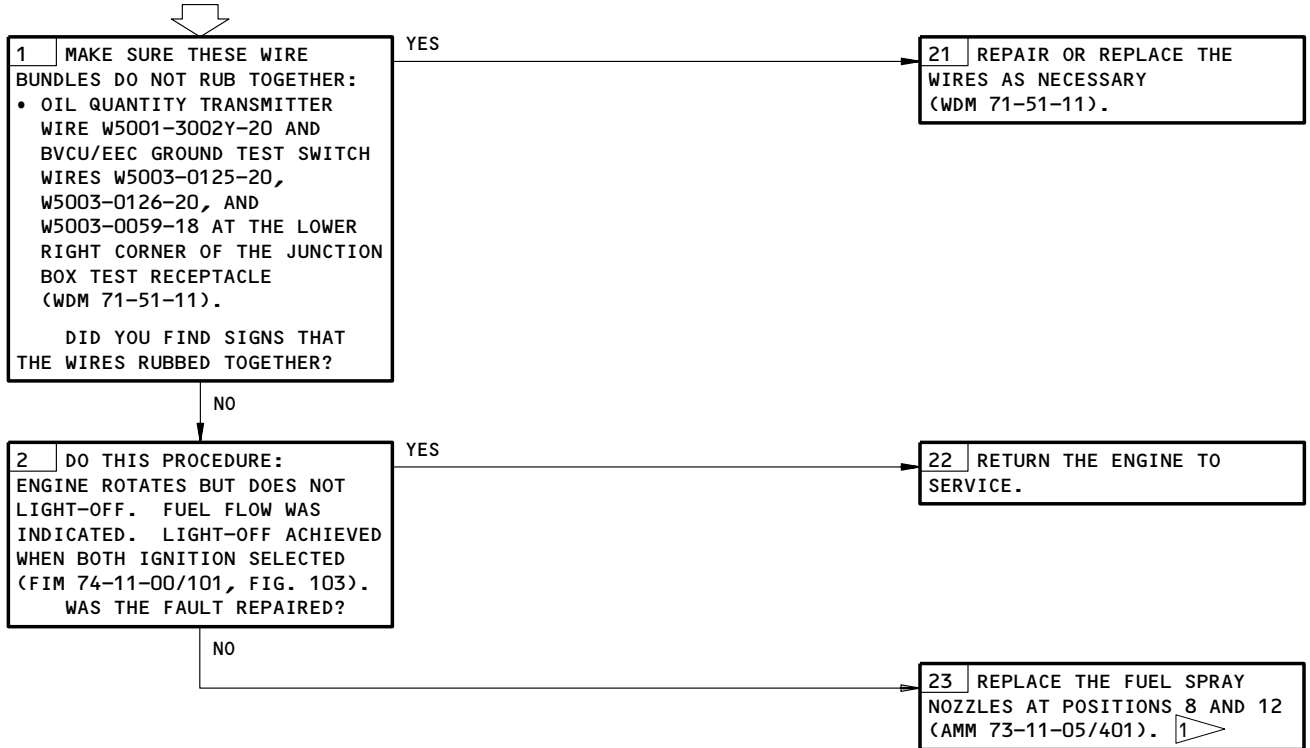 1 MAKE SURE THESE WIRE
BUNDLES DO NOT RUB TOGETHER:
• OIL QUANTITY TRANSMITTER
WIRE W5001-3002Y-20 AND
BVCU/EEC GROUND TEST SWITCH
WIRES W5003-0125-20,
W5003-0126-20, AND
W5003-0059-18 AT THE LOWER
RIGHT CORNER OF THE JUNCTION
BOX TEST RECEPTACLE
(WDM 71-51-11).
DID YOU FIND SIGNS THAT
THE WIRES RUBBED TOGETHER?
YES
21 REPAIR OR REPLACE THE
WIRES AS NECESSARY
(WDM 71-51-11).
NO
2 DO THIS PROCEDURE:
ENGINE ROTATES BUT DOES NOT
LIGHT-OFF. FUEL FLOW WAS
INDICATED. LIGHT-OFF ACHIEVED
WHEN BOTH IGNITION SELECTED
(FIM 74-11-00/101, FIG. 103).
WAS THE FAULT REPAIRED?
YES
22 RETURN THE ENGINE TO
SERVICE.
NO
23 REPLACE THE FUEL SPRAY
NOZZLES AT POSITIONS 8 AND 12
(AMM 73-11-05/401). 1